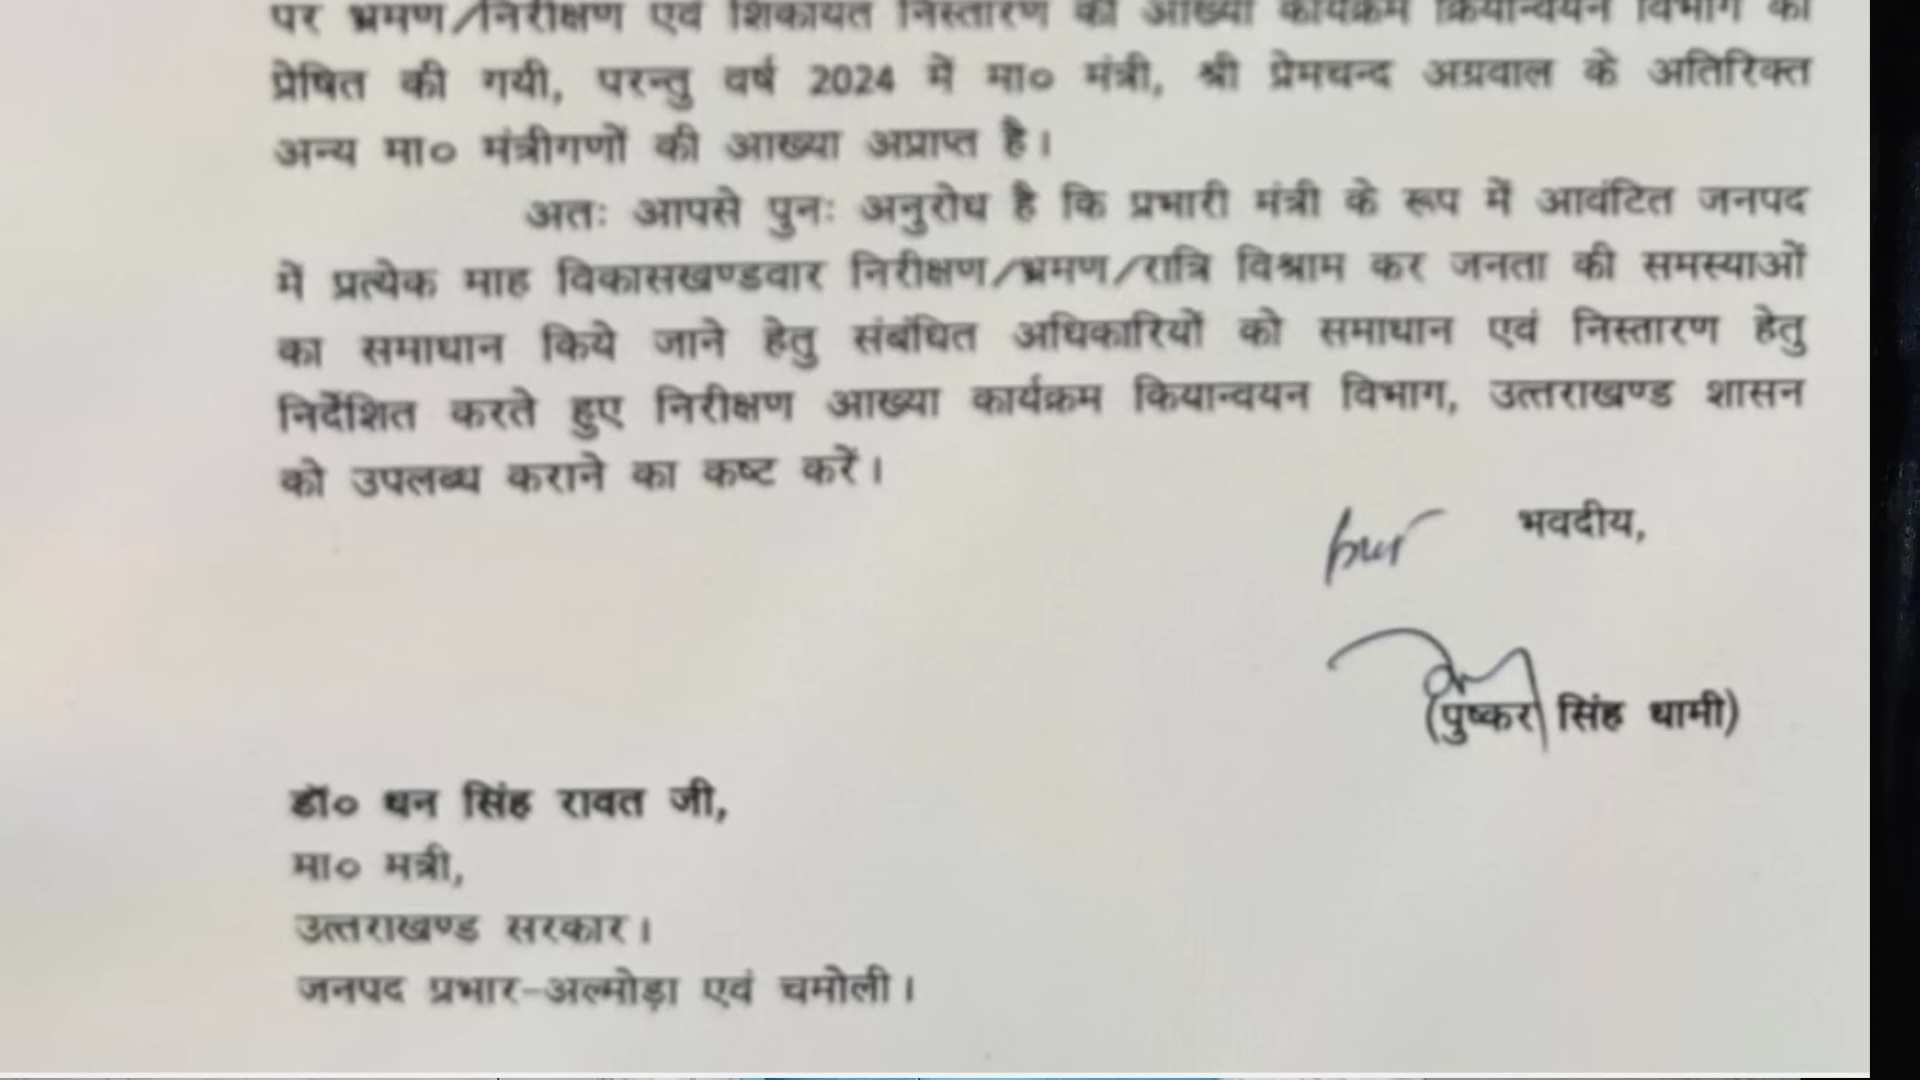 पर भ्रमण/निरीक्षण एवं शिकायत निस्तारण की आख्या कार्यक्रम क्रियान्वयन विभाग को
प्रेषित की गयी, परन्तु वर्ष 2024 में मा० मंत्री, श्री प्रेमचन्द अग्रवाल के अतिरिक्त
अन्य मा० मंत्रीगणों की आख्या अप्राप्त है।
अतः आपसे पुनः अनुरोध है कि प्रभारी मंत्री के रूप में आवंटित जनपद
में प्रत्येक माह विकासखण्डवार निरीक्षण/भ्रमण/रात्रि विश्राम कर जनता की समस्याओं
का समाधान किये जाने हेतु संबंधित अधिकारियों को समाधान एवं निस्तारण हेतु
निर्देशित करते हुए निरीक्षण आख्या कार्यक्रम कियान्वयन विभाग, उत्तराखण्ड शासन
को उपलब्ध कराने का कष्ट करें।
भवदीय,
(पुष्कर सिंह धामी)
डॉ० धन सिंह रावत जी,
मा० मत्री,
उत्तराखण्ड सरकार।
जनपद प्रभार-अल्मोड़ा एवं चमोली।